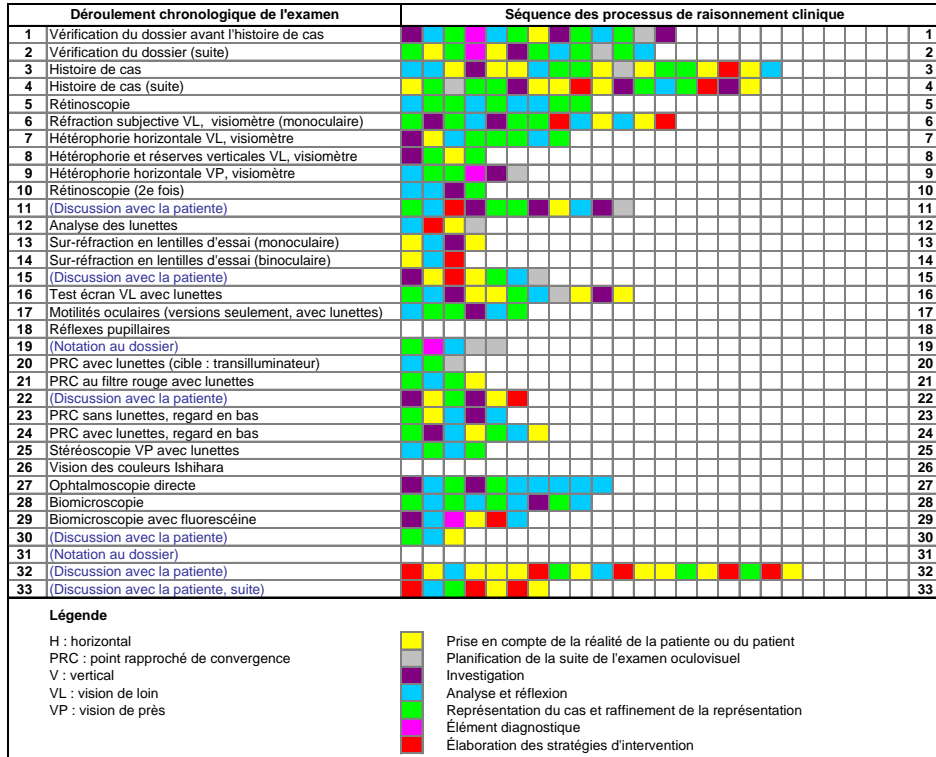 Déroulement chronologique de l'examen Séquence des processus de raisonnement clinique
1 Vérification du dossier avant l'histoire de cas 1
2 Vérification du dossier (suite) 2
3 Histoire de cas 3
4 Histoire de cas (suite) 4
5 Rétinoscopie 5
6 Réfraction subjective VL, visiomètre (monoculaire) 6
7 Hétérophorie horizontale VL, visiomètre 7
8 Hétérophorie et réserves verticales VL, visiomètre 8
9 Hétérophorie horizontale VP, visiomètre 9
10 Rétinoscopie (2e fois) 10
11 (Discussion avec la patiente) 11
12 Analyse des lunettes 12
13 Sur-réfraction en lentilles d'essai (monoculaire) 13
14 Sur-réfraction en lentilles d'essai (binoculaire) 14
15 (Discussion avec la patiente) 15
16 Test écran VL avec lunettes 16
17 Motilités oculaires (versions seulement, avec lunettes) 17
18 Réflexes pupillaires 18
19 (Notation au dossier) 19
20 PRC avec lunettes (cible : transilluminateur) 20
21 PRC au filtre rouge avec lunettes 21
22 (Discussion avec la patiente) 22
23 PRC sans lunettes, regard en bas 23
24 PRC avec lunettes, regard en bas 24
25 Stéréoscopie VP avec lunettes 25
26 Vision des couleurs Ishihara 26
27 Ophtalmoscopie directe 27
28 Biomicroscopie 28
29 Biomicroscopie avec fluorescéine 29
30 (Discussion avec la patiente) 30
31 (Notation au dossier) 31
32 (Discussion avec la patiente) 32
33 (Discussion avec la patiente, suite) 33
Légende
H : horizontal Prise en compte de la réalité de la patiente ou du patient
PRC : point rapproché de convergence Planification de la suite de l'examen oculovisuel
V : vertical Investigation
VL : vision de loin Analyse et réflexion
VP : vision de près Représentation du cas et raffinement de la représentation
Élément diagnostique
Élaboration des stratégies d'intervention